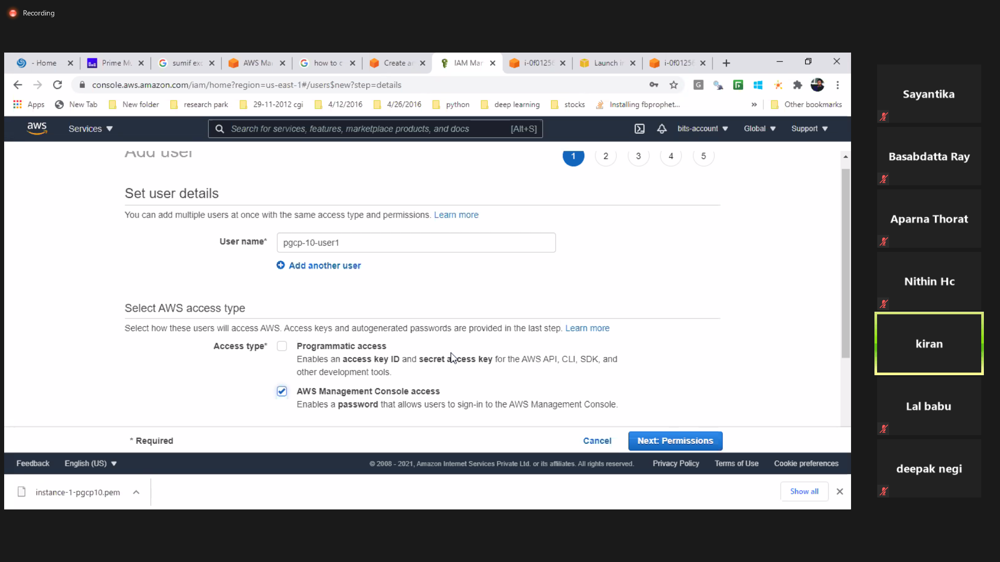 Recording
- Home
Prime M
sumif exc
AWS Ma
how to c
Create a
IAM Mar
i-0f01256
Launch in
i-0f01256
console.aws.amazon.com/iam/home?region=us-east-1#/users$new?step=details
Apps
New Tab
New folder
research park
29-11-2012 cgi
4/12/2016
4/26/2016
python
deep learning
stocks
Installing fbprophet...
»
Other bookmarks
aws
Services
Search for services, features, marketplace products, and docs [Alt+S]
bits-account
Global
Support
Add user
1 2 3 4 5
Set user details
You can add multiple users at once with the same access type and permissions. Learn more
User name* pgcp-10-user1
Add another user
Select AWS access type
Select how these users will access AWS. Access keys and autogenerated passwords are provided in the last step. Learn more
Access type* Programmatic access
Enables an access key ID and secret access key for the AWS API, CLI, SDK, and
other development tools.
AWS Management Console access
Enables a password that allows users to sign-in to the AWS Management Console.
* Required
Cancel
Next: Permissions
Feedback
English (US)
© 2008 - 2021, Amazon Internet Services Private Ltd. or its affiliates. All rights reserved.
Privacy Policy
Terms of Use
Cookie preferences
instance-1-pgcp10.pem
Show all
Sayantika
Basabdatta Ray
Aparna Thorat
Nithin Hc
kiran
Lal babu
deepak negi